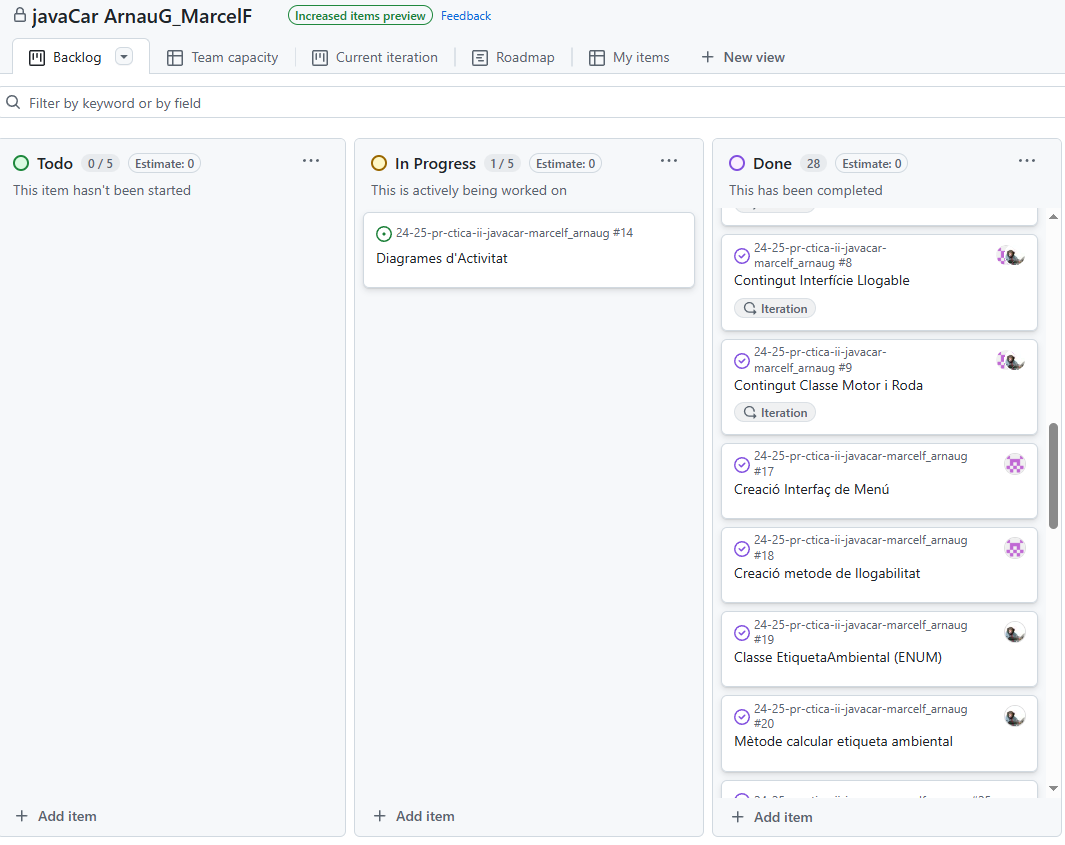 javaCar ArnauG_MarcelF
Increased items preview
Feedback
Backlog
Team capacity
Current iteration
Roadmap
My items
New view
Filter by keyword or by field
Todo
0 / 5
Estimate: 0
This item hasn't been started
Add item
In Progress
1 / 5
Estimate: 0
This is actively being worked on
24-25-pr-ctica-ii-javacar-marcelf_arnaug #14
Diagrames d'Activitat
Add item
Done
28
Estimate: 0
This has been completed
24-25-pr-ctica-ii-javacar-
marcelf_arnaug #8
Contingut Interfície Llogable
Iteration
24-25-pr-ctica-ii-javacar-
marcelf_arnaug #9
Contingut Classe Motor i Roda
Iteration
24-25-pr-ctica-ii-javacar-marcelf_arnaug
#17
Creació Interfaç de Menú
24-25-pr-ctica-ii-javacar-marcelf_arnaug
#18
Creació metode de llogabilitat
24-25-pr-ctica-ii-javacar-marcelf_arnaug
#19
Classe EtiquetaAmbiental (ENUM)
24-25-pr-ctica-ii-javacar-marcelf_arnaug
#20
Mètode calcular etiqueta ambiental
Add item